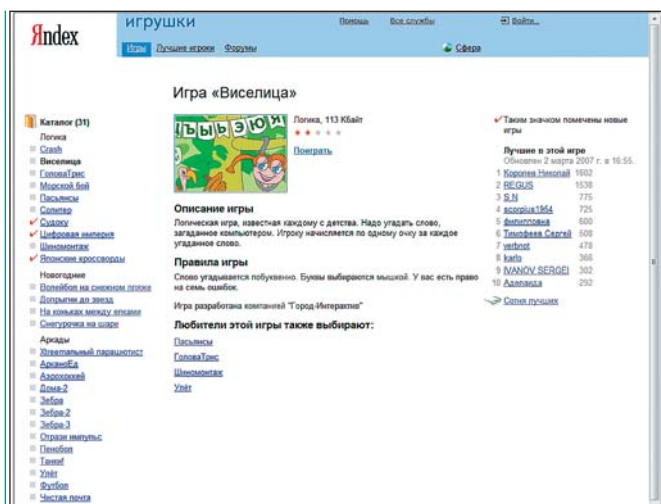 Яndex
игрушки
Помощь Все службы Войти...
Игры Лучшие игроки Форумы Сфера
Каталог (31)
Логика
Crash
Виселица
ГоловаТрис
Морской бой
Пасьянсы
Солитер
Судоку
Цифровая империя
Шиномонтаж
Японские кроссворды
Новогодние
Волейбол на снежном пляже
Допрыгни до звезд
На коньках между елками
Снегурочка на шаре
Аркады
Xtreemальный парашютист
АрканоЕд
Аэрохоккей
Дома-2
Зебра
Зебра-2
Зебра-3
Отрази импульс
Пенобол
Танки!
Улёт
Футбол
Чистая почта
Игра «Виселица»
ЦЪЫЬЭЮЯ
Логика, 113 Кбайт
Поиграть
Описание игры
Логическая игра, известная каждому с детства. Надо угадать слово,
загаданное компьютером. Игроку начисляется по одному очку за каждое
угаданное слово.
Правила игры
Слово угадывается побуквенно. Буквы выбираются мышкой. У вас есть право
на семь ошибок.
Игра разработана компанией "Город-Интерактив"
Любители этой игры также выбирают:
Пасьянсы
ГоловаТрис
Шиномонтаж
Улёт
Таким значком помечены новые
игры
Лучшие в этой игре
Обновлен 2 марта 2007 г. в 16:55.
1 Королев Николай 1602
2 REGUS 1538
3 S N 775
4 scorpius1954 725
5 филипповна 600
6 Тимофеев Сергей 508
7 verbnot 478
8 karlo 366
9 IVANOV SERGEI 302
10 Аделаида 292
Сотня лучших